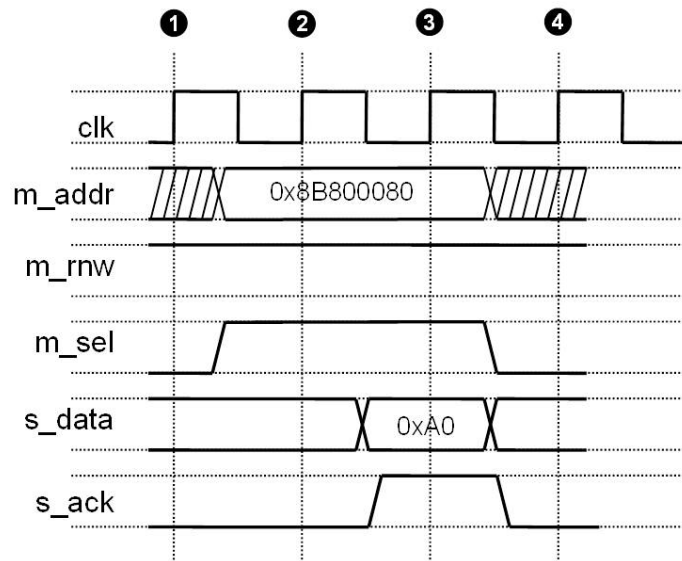 1 2 3 4
clk
m_addr 0x8B800080
m_rnw
m_sel
s_data 0xA0
s_ack